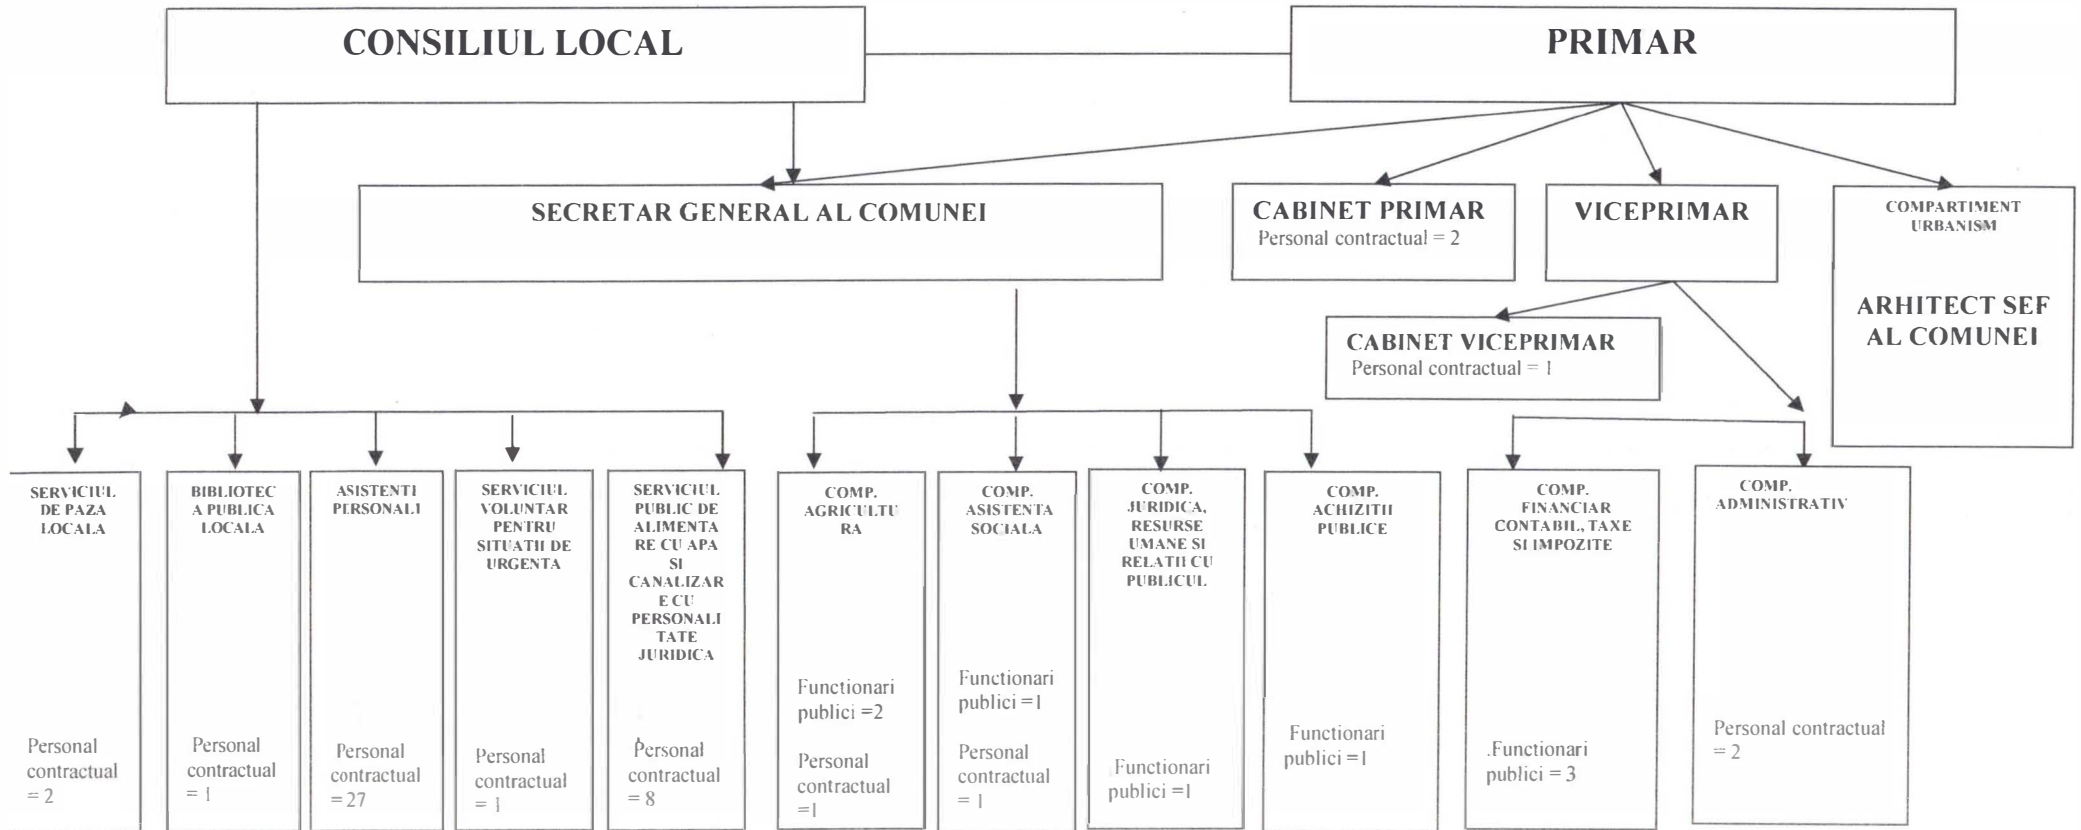 CONSILIUL LOCAL
PRIMAR
SECRETAR GENERAL AL COMUNEI
CABINET PRIMAR
Personal contractual = 2
VICEPRIMAR
COMPARTIMENT
URBANISM
ARHITECT SEF
AL COMUNEI
CABINET VICEPRIMAR
Personal contractual = 1
SERVICIUL
DE PAZA
LOCALA
Personal
contractual
= 2
BIBLIOTEC
A PUBLICA
LOCALA
Personal
contractual
= 1
ASISTENTI
PERSONALI
Personal
contractual
=27
SERVICIUL
VOLUNTAR
PENTRU
SITUATII DE
URGENTA
Personal
contractual
= 1
SERVICIUL
PUBLIC DE
ALIMENTA
RE CU APA
SI
CANALIZAR
E CU
PERSONALI
TATE
JURIDICA
Personal
contractual
= 8
COMP.
AGRICULTU
RA
Functionari
publici =2
Personal
contractual
=1
COMP.
ASISTENTA
SOCIALA
Functionari
publici =1
Personal
contractual
= 1
COMP.
JURIDICA,
RESURSE
UMANE SI
RELATII CU
PUBLICUL
Functionari
publici =1
COMP.
ACHIZITII
PUBLICE
Functionari
publici =1
COMP.
FINANCIAR
CONTABIL, TAXE
SI IMPOZITE
.Functionari
publici = 3
COMP.
ADMINISTRATIV
Personal contractual
= 2